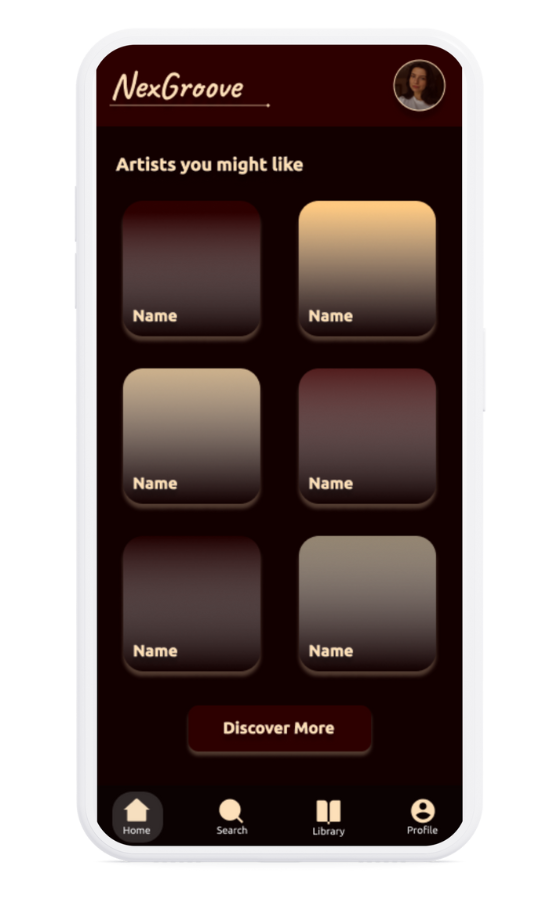 NexGroove
Artists you might like
Name
Name
Name
Name
Name
Name
Discover More
Home
Search
Library
Profile